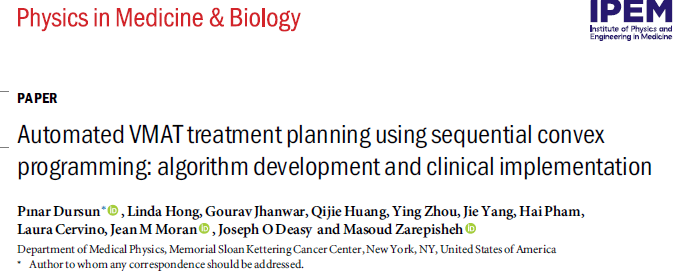 Physics in Medicine & Biology
IPEM
Institute of Physics and
Engineering in Medicine
PAPER
Automated VMAT treatment planning using sequential convex
programming: algorithm development and clinical implementation
Pınar Dursun* iD, Linda Hong, Gourav Jhanwar, Qijie Huang, Ying Zhou, Jie Yang, Hai Pham,
Laura Cervino, Jean M Moran iD, Joseph O Deasy and Masoud Zarepisheh iD
Department of Medical Physics, Memorial Sloan Kettering Cancer Center, New York, NY, United States of America
* Author to whom any correspondence should be addressed.